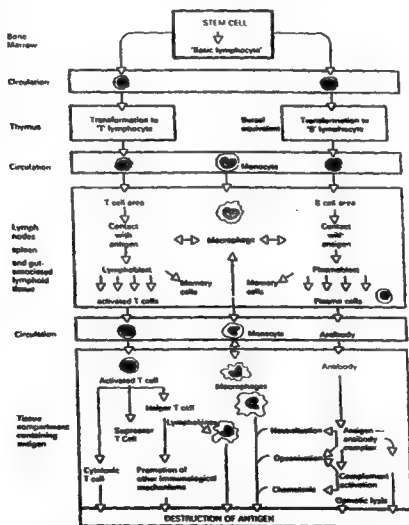 Bone
Marrow
STEM CELL
'Basic lymphocyte'
Circulation
Thymus
Transformation to
'T' lymphocyte
Bursal
equivalent
Transformation to
'B' lymphocyte
Circulation
Monocyte
Lymph
nodes
spleen
and gut-
associated
lymphoid
tissue
T cell area
Contact
with
antigen
Lymphoblast
activated T cells
Memory
cells
Macrophage
B cell area
Contact
with
antigen
Plasmablast
Memory
cells
Plasma cells
Circulation
Monocyte
Antibody
Tissue
compartment
containing
antigen
Activated T cell
Helper T cell
Supressor
T Cell
Lymphoblast
Cytotoxic
T cell
Promotion of
other immunological
mechanisms
Macrophages
Antibody
Neutralisation
Antigen—
antibody
complex
Opsonisation
Complement
activation
Chemotaxis
Osmotic lysis
DESTRUCTION OF ANTIGEN